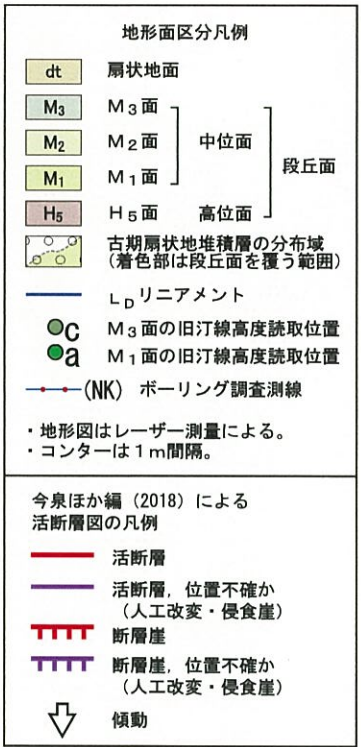 地形面区分凡例
dt 扇状地面
M3 M3面
M2 M2面 中位面
M1 M1面 段丘面
H5 H5面 高位面
古期扇状地堆積層の分布域
(着色部は段丘面を覆う範囲)
LDリニアメント
c M3面の旧汀線高度読取位置
a M1面の旧汀線高度読取位置
(NK) ボーリング調査測線
・地形図はレーザー測量による。
・コンターは1m間隔。
今泉ほか編(2018)による
活断層図の凡例
活断層
活断層,位置不確か
(人工改変・侵食崖)
断層崖
断層崖,位置不確か
(人工改変・侵食崖)
傾動